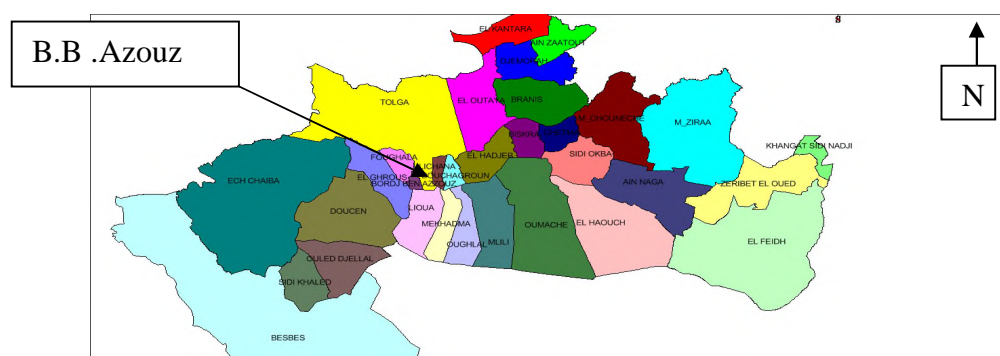 EL KANTARA
AIN ZAATOUT
B.B .Azouz
DJEMORAH
N
TOLGA
EL OUTAYA
BRANIS
M_CHOUNECHE
M_ZIRAA
BISKRA
KHANGAT SIDI NADJI
FOUGHALA
LICHANA
EL HADJEB
SIDI OKBA
ECH CHAIBA
EL GHROUS
BOUCHAGROUN
AIN NAGA
ZERIBET EL OUED
BORDJ BEN AZZOUZ
DOUCEN
LIOUA
MEKHADMA
OUGHLAL
MLILI
OUMACHE
EL HAOUCH
EL FEIDH
OULED DJELLAL
SIDI KHALED
BESBES